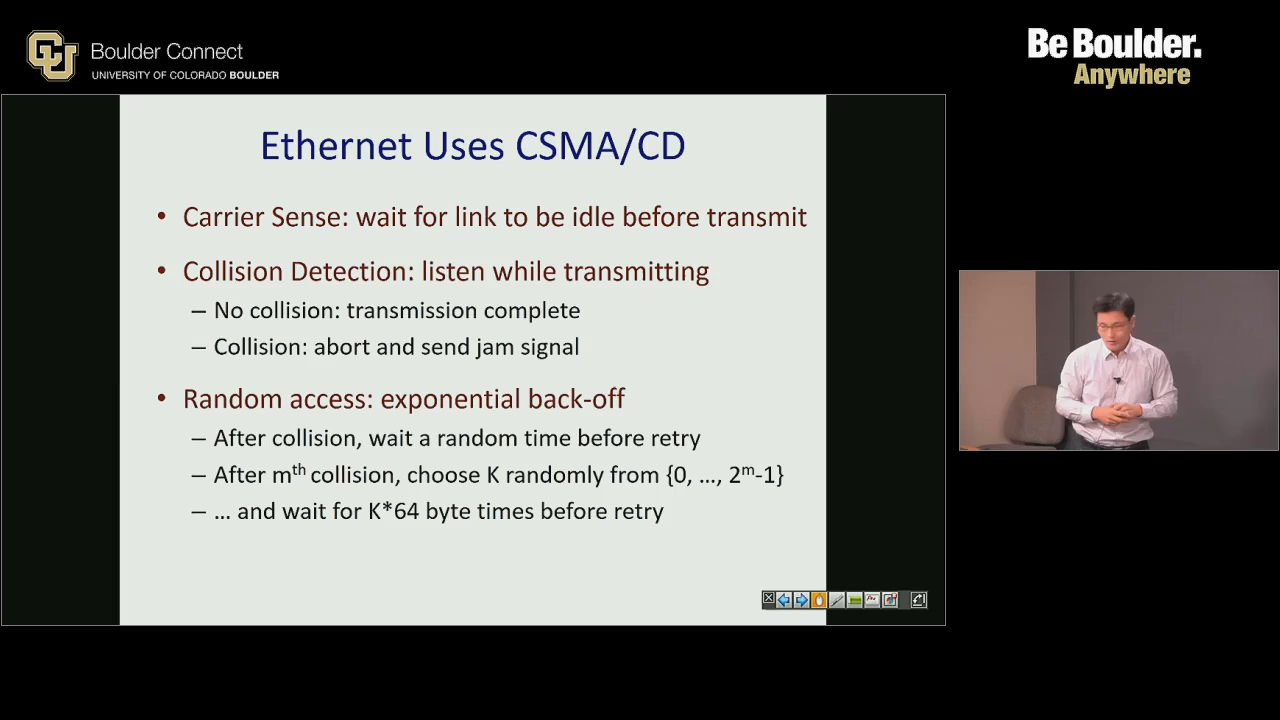 Boulder Connect
UNIVERSITY OF COLORADO BOULDER
Be Boulder.
Anywhere
Ethernet Uses CSMA/CD
• Carrier Sense: wait for link to be idle before transmit
• Collision Detection: listen while transmitting
– No collision: transmission complete
– Collision: abort and send jam signal
• Random access: exponential back-off
– After collision, wait a random time before retry
– After mth collision, choose K randomly from {0, …, 2m-1}
– … and wait for K*64 byte times before retry